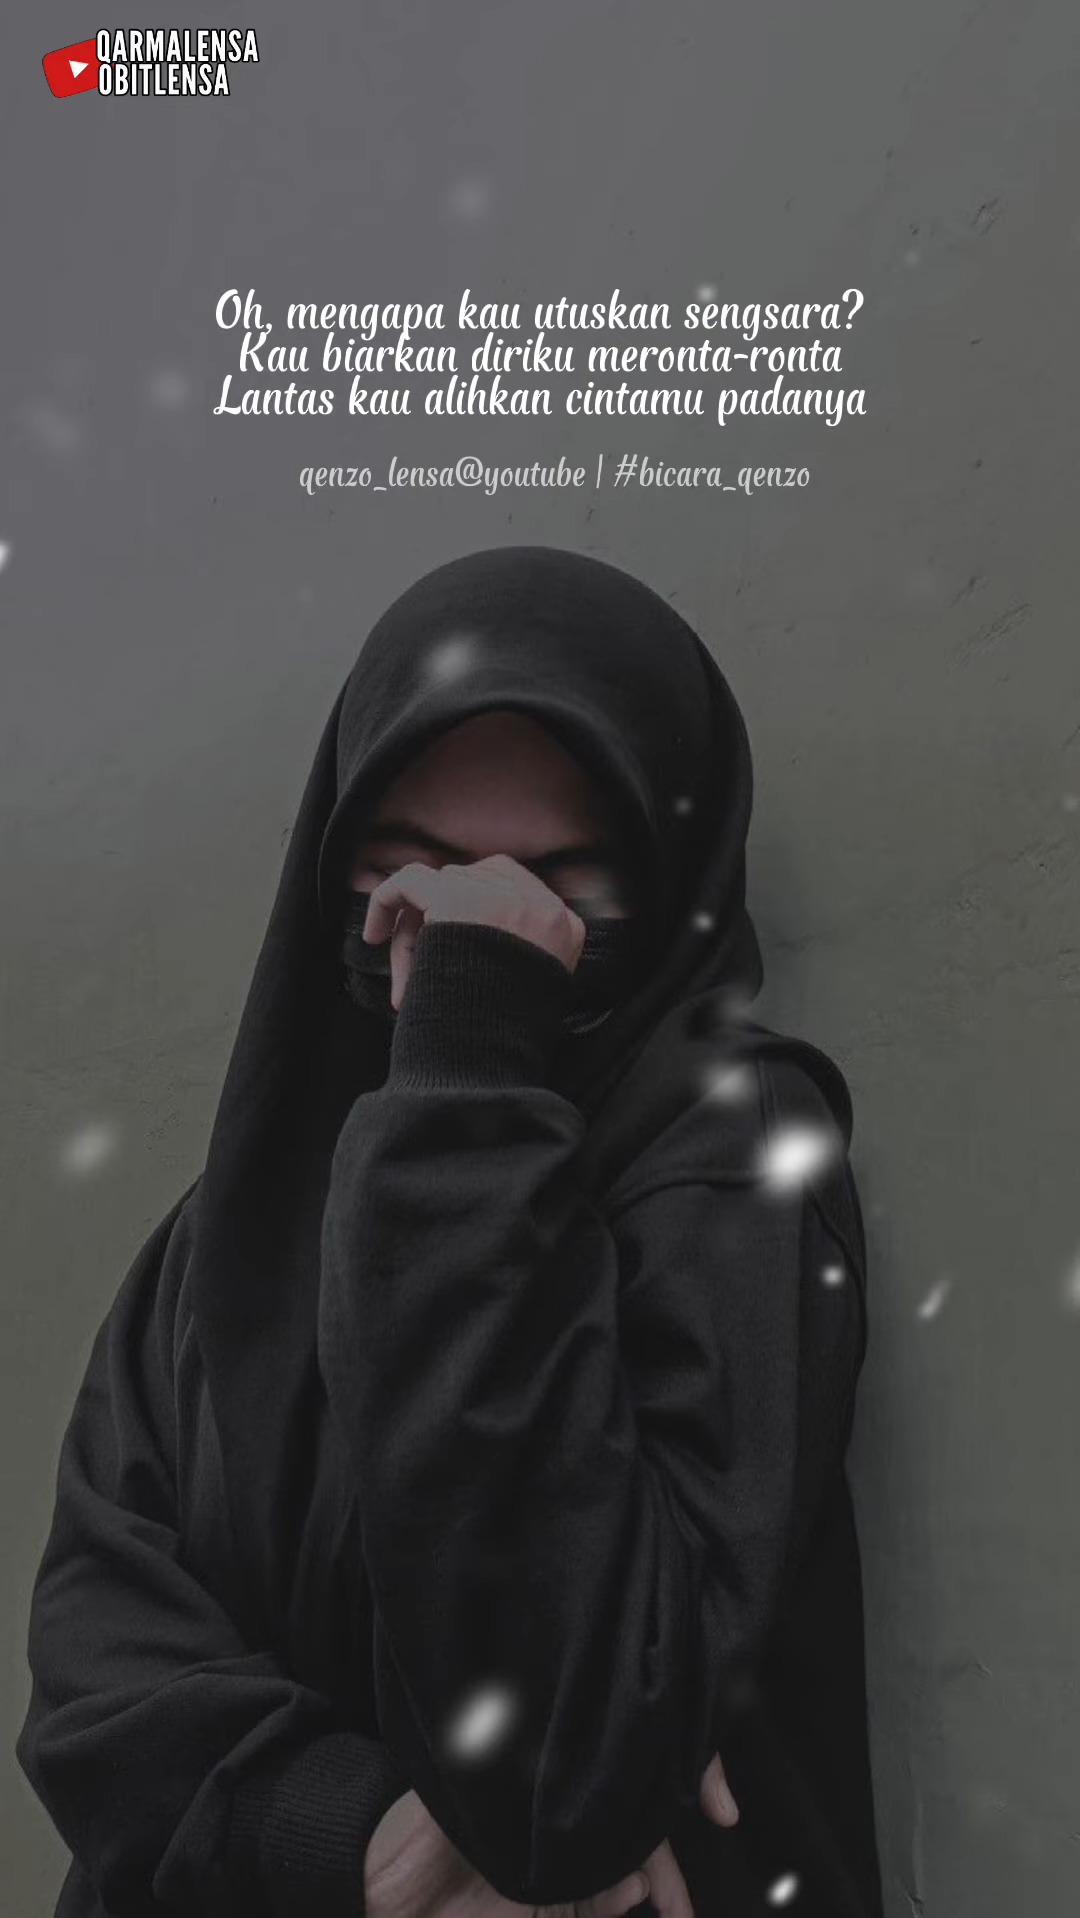 QARMALENSA
OBITLENSA
Oh, mengapa kau utuskan sengsara?
Kau biarkan diriku meronta-ronta
Lantas kau alihkan cintamu padanya
qenzo_lensa@youtube | #bicara_qenzo